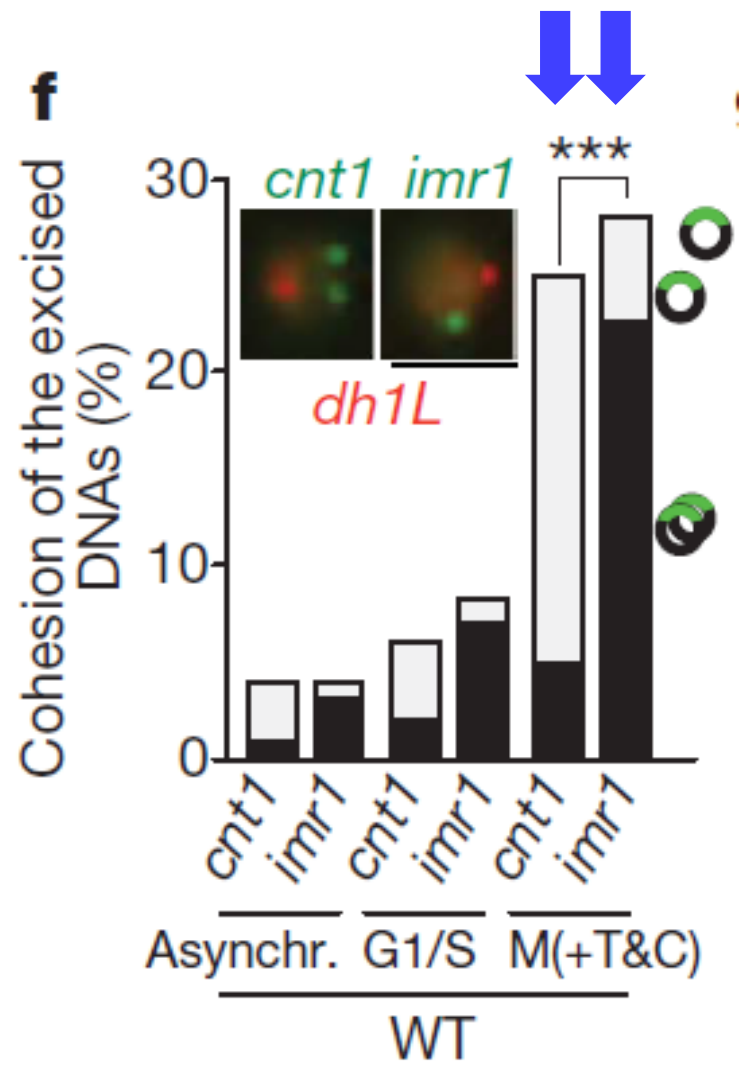 f
Cohesion of the excised
DNAs (%)
30
20
10
0
cnt1 imr1
dh1L
***
cnt1 imr1 cnt1 imr1 cnt1 imr1
Asynchr. G1/S M(+T&C)
WT